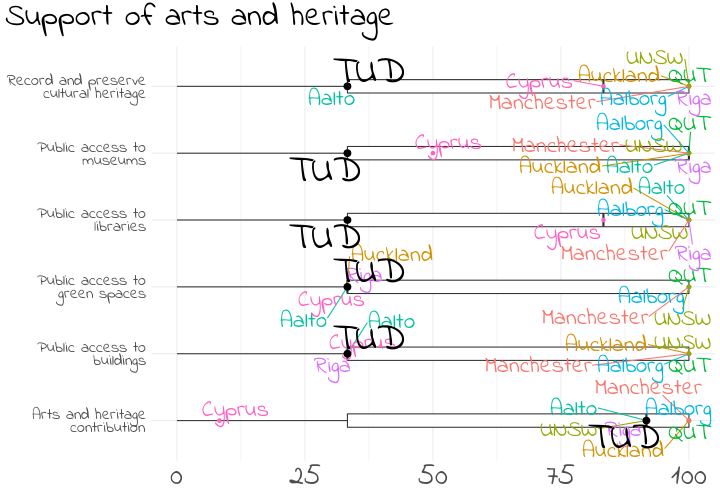 Support of arts and heritage
UNSW
TUD
Auckland QUT
Record and preserve
cultural heritage
Cyprus
Aalto
Manchester Aalborg Riga
Aalborg QUT
Public access to
museums
Cyprus Manchester UNSW
TUD
Auckland Aalto Riga
Auckland Aalto
Public access to
libraries
Aalborg QUT
TUD
Cyprus UNSW
Manchester Riga
Auckland
TUD
Riga QUT
Public access to
green spaces
Cyprus Aalborg
Aalto Manchester UNSW
TUD
Aalto
Public access to
buildings
Cyprus Auckland UNSW
Riga Manchester Aalborg QUT
Manchester
Arts and heritage
contribution
Cyprus Aalto Aalborg
UNSW Riga QUT
TUD
Auckland
0 25 50 75 100